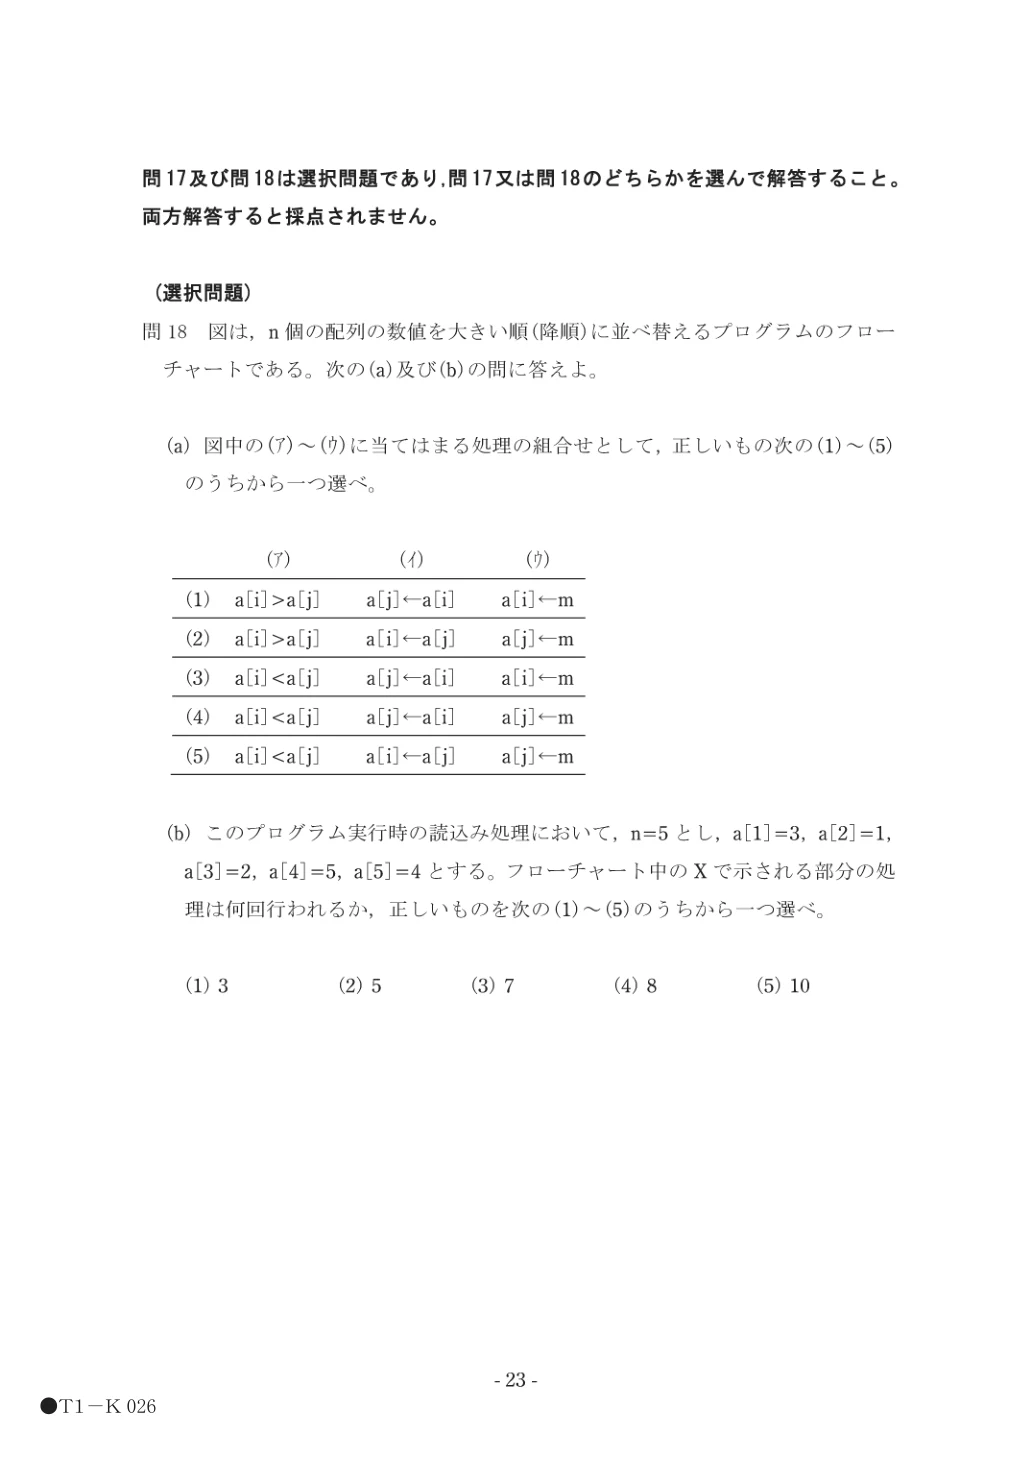 問17及び問18は選択問題であり,問17又は問18のどちらかを選んで解答すること。
両方解答すると採点されません。
（選択問題）
問 18　図は，n 個の配列の数値を大きい順(降順)に並べ替えるプログラムのフロー
チャートである。次の(a)及び(b)の問に答えよ。
(a) 図中の(ｱ)～(ｳ)に当てはまる処理の組合せとして，正しいもの次の(1)～(5)
のうちから一つ選べ。
(ｱ) (ｲ) (ｳ)
(1) a[i]>a[j] a[j]←a[i] a[i]←m
(2) a[i]>a[j] a[i]←a[j] a[j]←m
(3) a[i]<a[j] a[j]←a[i] a[i]←m
(4) a[i]<a[j] a[j]←a[i] a[j]←m
(5) a[i]<a[j] a[i]←a[j] a[j]←m
(b) このプログラム実行時の読込み処理において，n=5 とし，a[1]=3，a[2]=1，
a[3]=2，a[4]=5，a[5]=4 とする。フローチャート中の X で示される部分の処
理は何回行われるか，正しいものを次の(1)～(5)のうちから一つ選べ。
(1) 3 (2) 5 (3) 7 (4) 8 (5) 10
- 23 -
●T1－K 026